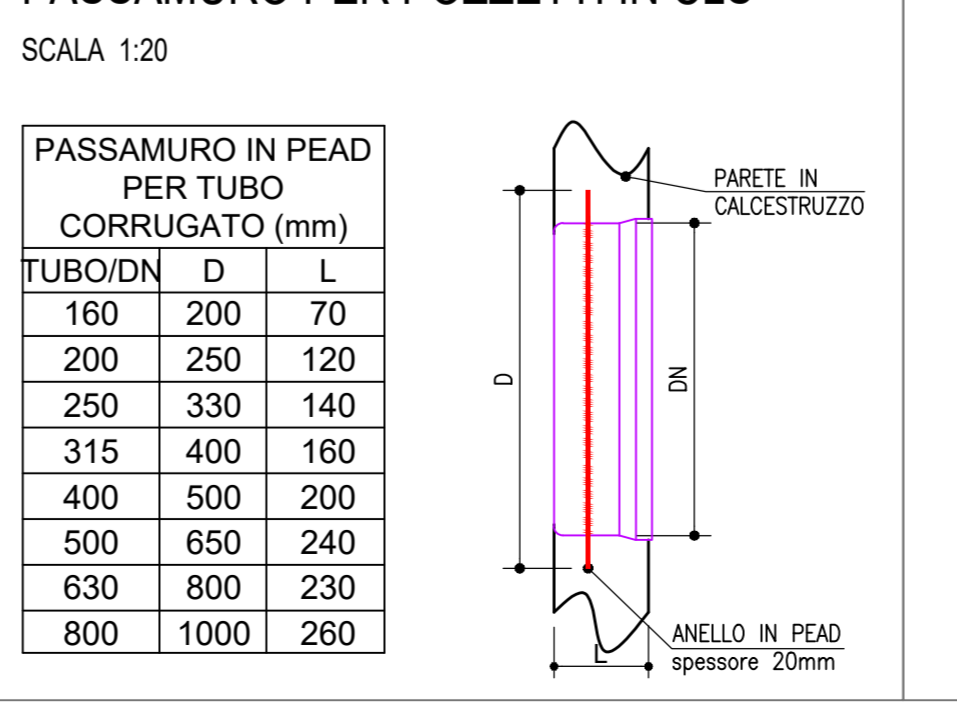 SCALA 1:20
PASSAMURO IN PEAD
PER TUBO
CORRUGATO (mm)
TUBO/DN D L
160 200 70
200 250 120
250 330 140
315 400 160
400 500 200
500 650 240
630 800 230
800 1000 260
PARETE IN
CALCESTRUZZO
D
DN
ANELLO IN PEAD
spessore 20mm
L